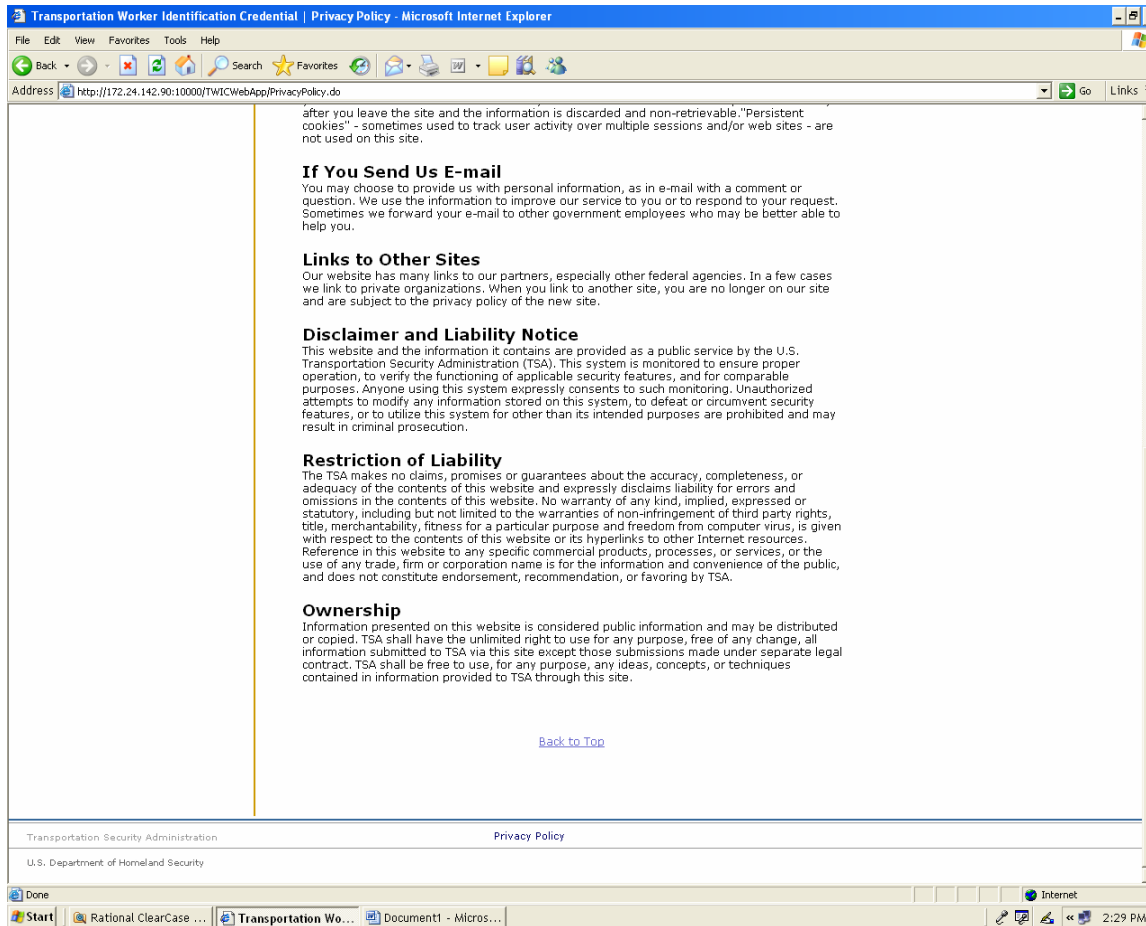 Transportation Worker Identification Credential | Privacy Policy - Microsoft Internet Explorer
File Edit View Favorites Tools Help
Back Search Favorites
Address http://172.24.142.90:10000/TWICWebApp/PrivacyPolicy.do Go Links
after you leave the site and the information is discarded and non-retrievable."Persistent
cookies" - sometimes used to track user activity over multiple sessions and/or web sites - are
not used on this site.
If You Send Us E-mail
You may choose to provide us with personal information, as in e-mail with a comment or
question. We use the information to improve our service to you or to respond to your request.
Sometimes we forward your e-mail to other government employees who may be better able to
help you.
Links to Other Sites
Our website has many links to our partners, especially other federal agencies. In a few cases
we link to private organizations. When you link to another site, you are no longer on our site
and are subject to the privacy policy of the new site.
Disclaimer and Liability Notice
This website and the information it contains are provided as a public service by the U.S.
Transportation Security Administration (TSA). This system is monitored to ensure proper
operation, to verify the functioning of applicable security features, and for comparable
purposes. Anyone using this system expressly consents to such monitoring. Unauthorized
attempts to modify any information stored on this system, to defeat or circumvent security
features, or to utilize this system for other than its intended purposes are prohibited and may
result in criminal prosecution.
Restriction of Liability
The TSA makes no claims, promises or guarantees about the accuracy, completeness, or
adequacy of the contents of this website and expressly disclaims liability for errors and
omissions in the contents of this website. No warranty of any kind, implied, expressed or
statutory, including but not limited to the warranties of non-infringement of third party rights,
title, merchantability, fitness for a particular purpose and freedom from computer virus, is given
with respect to the contents of this website or its hyperlinks to other Internet resources.
Reference in this website to any specific commercial products, processes, or services, or the
use of any trade, firm or corporation name is for the information and convenience of the public,
and does not constitute endorsement, recommendation, or favoring by TSA.
Ownership
Information presented on this website is considered public information and may be distributed
or copied. TSA shall have the unlimited right to use for any purpose, free of any change, all
information submitted to TSA via this site except those submissions made under separate legal
contract. TSA shall be free to use, for any purpose, any ideas, concepts, or techniques
contained in information provided to TSA through this site.
Back to Top
Transportation Security Administration Privacy Policy
U.S. Department of Homeland Security
Done Internet
Start Rational ClearCase ... Transportation Wo... Document1 - Micros... 2:29 PM